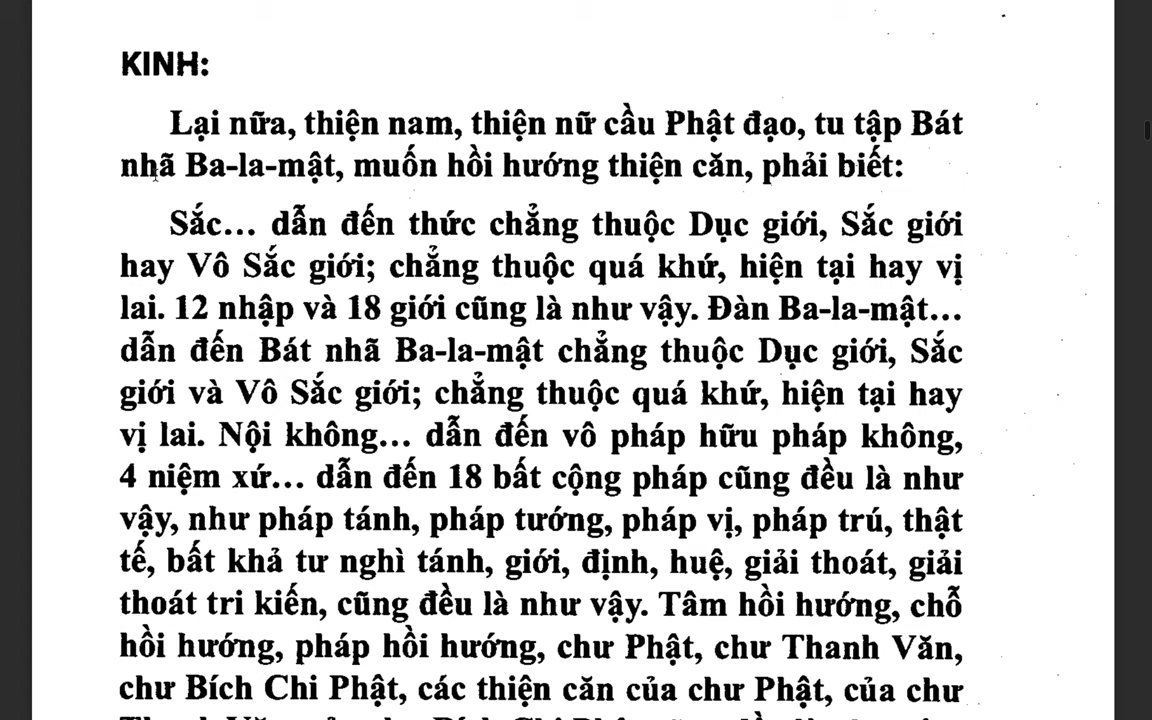 KINH:
Lại nữa, thiện nam, thiện nữ cầu Phật đạo, tu tập Bát
nhã Ba-la-mật, muốn hồi hướng thiện căn, phải biết:
Sắc... dẫn đến thức chẳng thuộc Dục giới, Sắc giới
hay Vô Sắc giới; chẳng thuộc quá khứ, hiện tại hay vị
lai. 12 nhập và 18 giới cũng là như vậy. Đàn Ba-la-mật...
dẫn đến Bát nhã Ba-la-mật chẳng thuộc Dục giới, Sắc
giới và Vô Sắc giới; chẳng thuộc quá khứ, hiện tại hay
vị lai. Nội không... dẫn đến vô pháp hữu pháp không,
4 niệm xứ... dẫn đến 18 bất cộng pháp cũng đều là như
vậy, như pháp tánh, pháp tướng, pháp vị, pháp trú, thật
tế, bất khả tư nghì tánh, giới, định, huệ, giải thoát, giải
thoát tri kiến, cũng đều là như vậy. Tâm hồi hướng, chỗ
hồi hướng, pháp hồi hướng, chư Phật, chư Thanh Văn,
chư Bích Chi Phật, các thiện căn của chư Phật, của chư